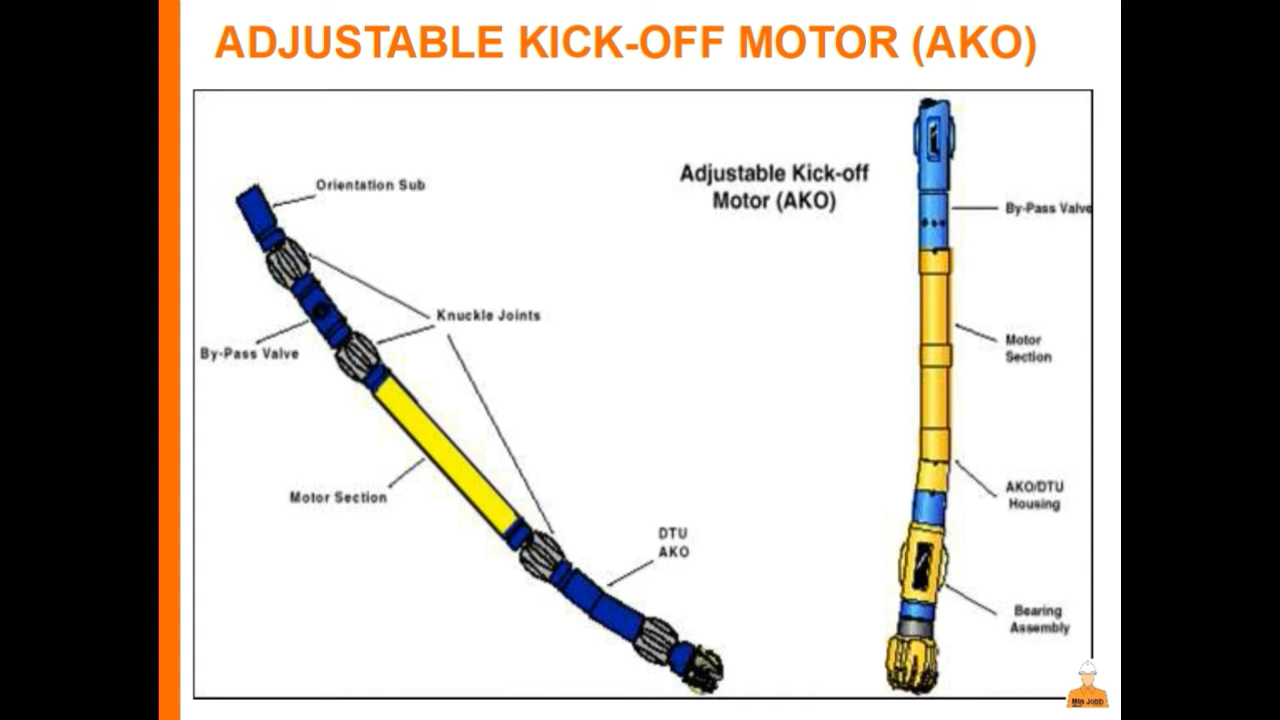 ADJUSTABLE KICK-OFF MOTOR (AKO)
Orientation Sub
Knuckle Joints
By-Pass Valve
Motor Section
DTU
AKO
Adjustable Kick-off
Motor (AKO)
By-Pass Valve
Motor
Section
AKO/DTU
Housing
Bearing
Assembly